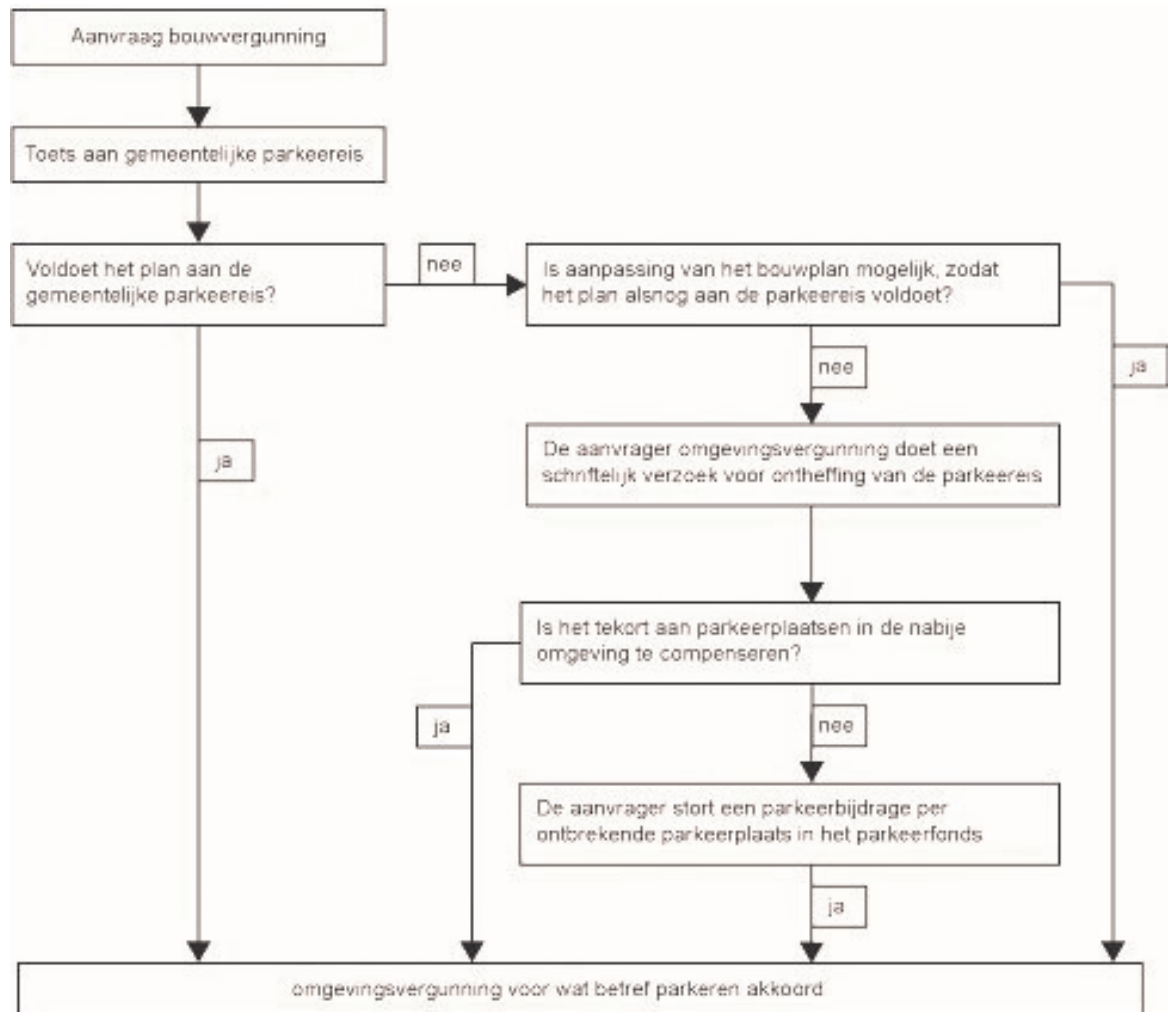 Aanvraag bouwvergunning
Toets aan gemeentelijke parkeereis
Voldoet het plan aan de
gemeentelijke parkeereis?
nee
Is aanpassing van het bouwplan mogelijk, zodat
het plan alsnog aan de parkeereis voldoet?
nee
ja
ja
De aanvrager omgevingsvergunning doet een
schriftelijk verzoek voor ontheffing van de parkeereis
Is het tekort aan parkeerplaatsen in de nabije
omgeving te compenseren?
ja
nee
De aanvrager stort een parkeerbijdrage per
ontbrekende parkeerplaats in het parkeerfonds
ja
omgevingsvergunning voor wat betref parkeren akkoord